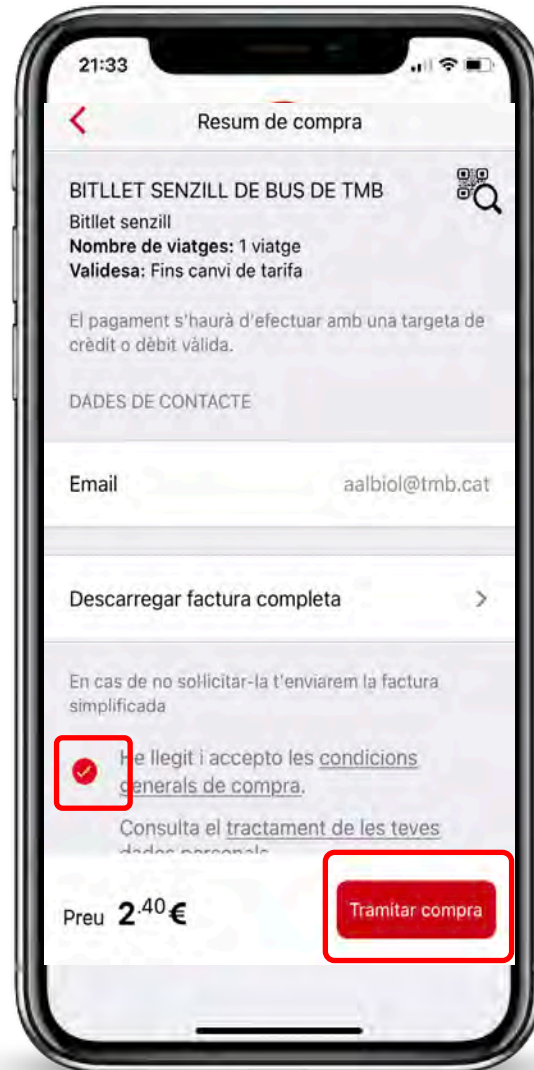 21:33
Resum de compra
BITLLET SENZILL DE BUS DE TMB
Bitllet senzill
Nombre de viatges: 1 viatge
Validesa: Fins canvi de tarifa
El pagament s'haurà d'efectuar amb una targeta de
crèdit o dèbit vàlida.
DADES DE CONTACTE
Email aalbiol@tmb.cat
Descarregar factura completa
En cas de no sol·licitar-la t'enviarem la factura
simplificada
He llegit i accepto les condicions
generals de compra.
Consulta el tractament de les teves
dades personals
Preu 2.40€
Tramitar compra